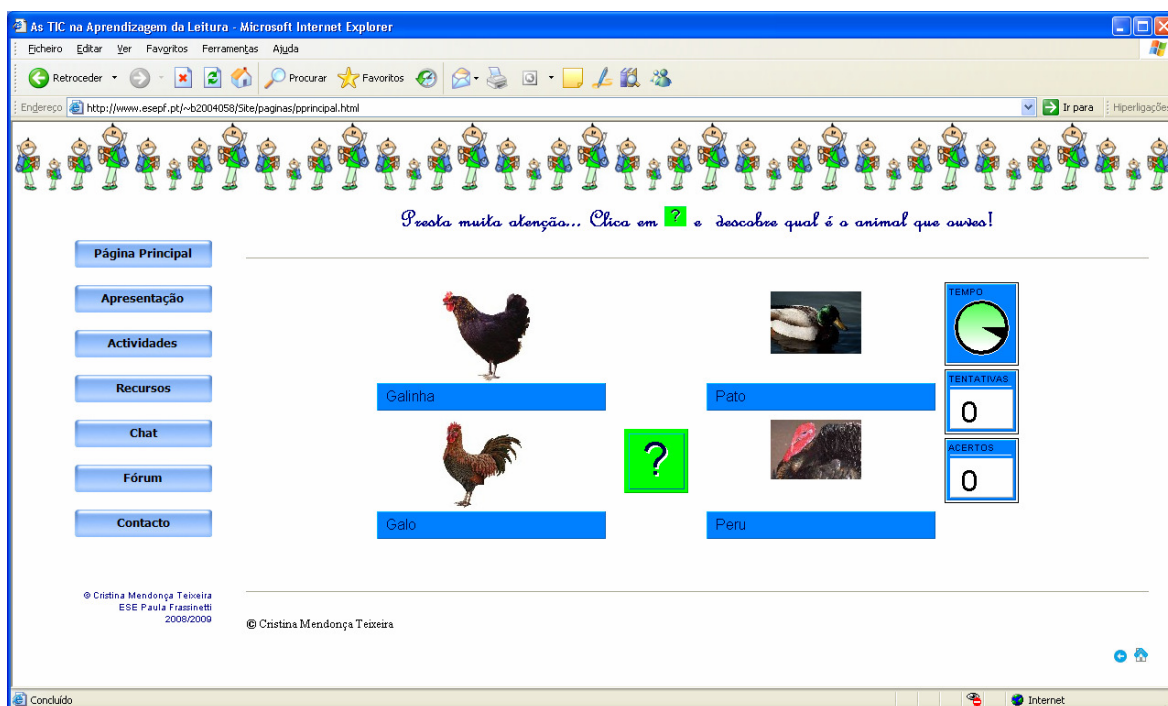 As TIC na Aprendizagem da Leitura - Microsoft Internet Explorer
Ficheiro Editar Ver Favoritos Ferramentas Ajuda
Retroceder Procurar Favoritos
Endereço http://www.esepf.pt/~b2004058/Site/paginas/pprincipal.html Ir para Hiperligações
Presta muita atenção... Clica em ? e descobre qual é o animal que ouves!
Página Principal
Apresentação
Actividades
Recursos
Chat
Fórum
Contacto
© Cristina Mendonça Teixeira
ESE Paula Frassinetti
2008/2009
Galinha
Pato
Galo
?
Peru
TEMPO
TENTATIVAS
0
ACERTOS
0
© Cristina Mendonça Teixeira
Concluído Internet